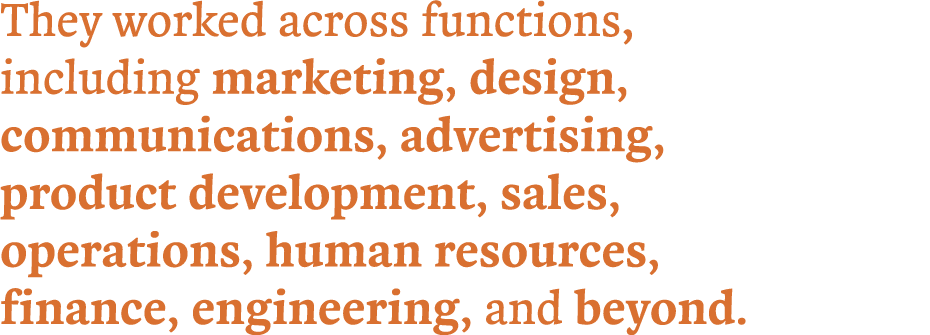 They worked across functions,
including marketing, design,
communications, advertising,
product development, sales,
operations, human resources,
finance, engineering, and beyond.